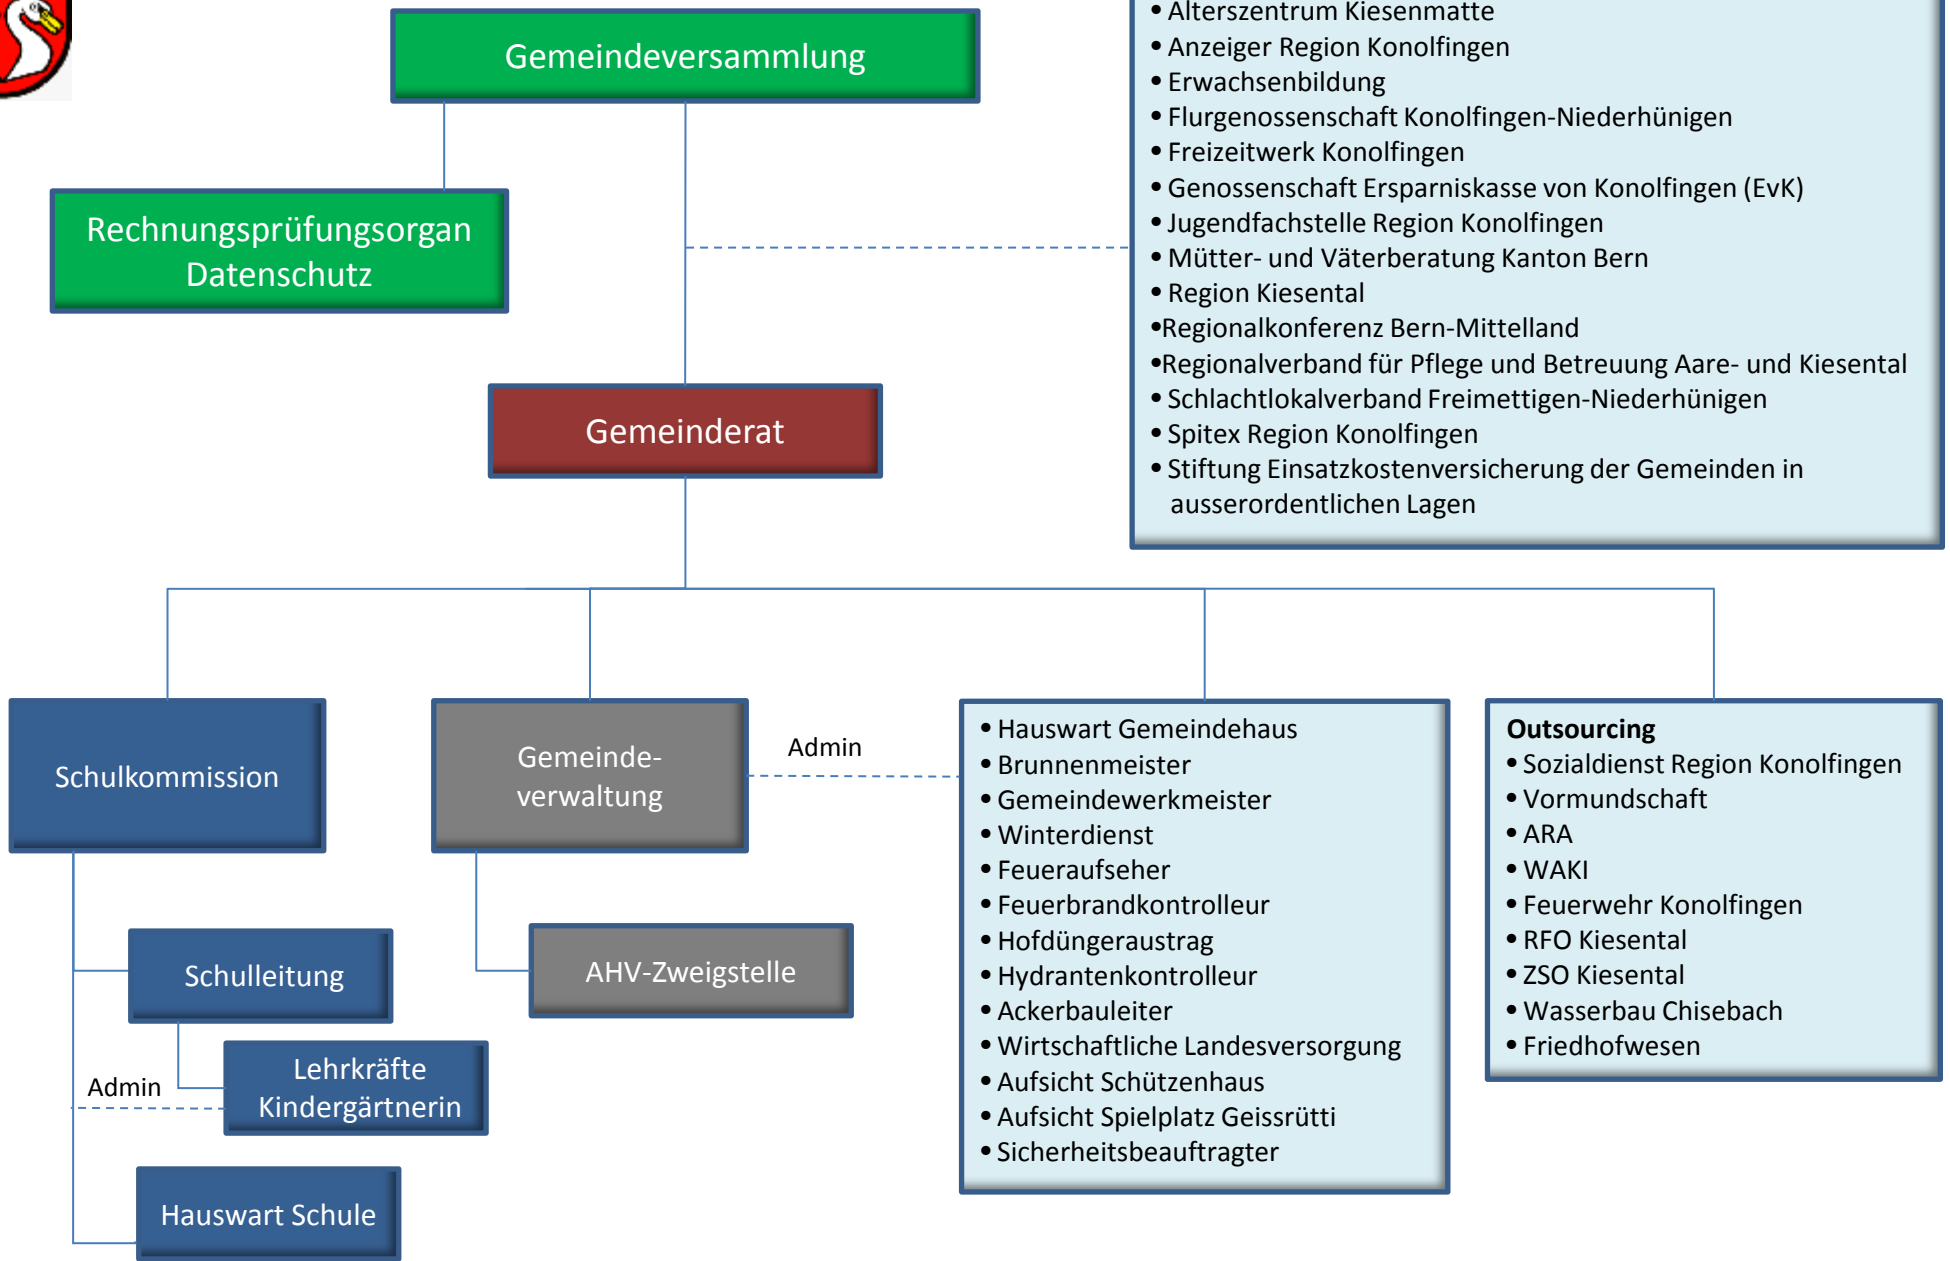 Gemeindeversammlung
Rechnungsprüfungsorgan
Datenschutz
• Alterszentrum Kiesenmatte
• Anzeiger Region Konolfingen
• Erwachsenbildung
• Flurgenossenschaft Konolfingen-Niederhünigen
• Freizeitwerk Konolfingen
• Genossenschaft Ersparniskasse von Konolfingen (EvK)
• Jugendfachstelle Region Konolfingen
• Mütter- und Väterberatung Kanton Bern
• Region Kiesental
•Regionalkonferenz Bern-Mittelland
•Regionalverband für Pflege und Betreuung Aare- und Kiesental
• Schlachtlokalverband Freimettigen-Niederhünigen
• Spitex Region Konolfingen
• Stiftung Einsatzkostenversicherung der Gemeinden in
ausserordentlichen Lagen
Gemeinderat
Schulkommission
Schulleitung
Lehrkräfte
Kindergärtnerin
Admin
Hauswart Schule
Gemeinde-
verwaltung
Admin
AHV-Zweigstelle
• Hauswart Gemeindehaus
• Brunnenmeister
• Gemeindewerkmeister
• Winterdienst
• Feueraufseher
• Feuerbrandkontrolleur
• Hofdüngeraustrag
• Hydrantenkontrolleur
• Ackerbauleiter
• Wirtschaftliche Landesversorgung
• Aufsicht Schützenhaus
• Aufsicht Spielplatz Geissrütti
• Sicherheitsbeauftragter
Outsourcing
• Sozialdienst Region Konolfingen
• Vormundschaft
• ARA
• WAKI
• Feuerwehr Konolfingen
• RFO Kiesental
• ZSO Kiesental
• Wasserbau Chisebach
• Friedhofwesen